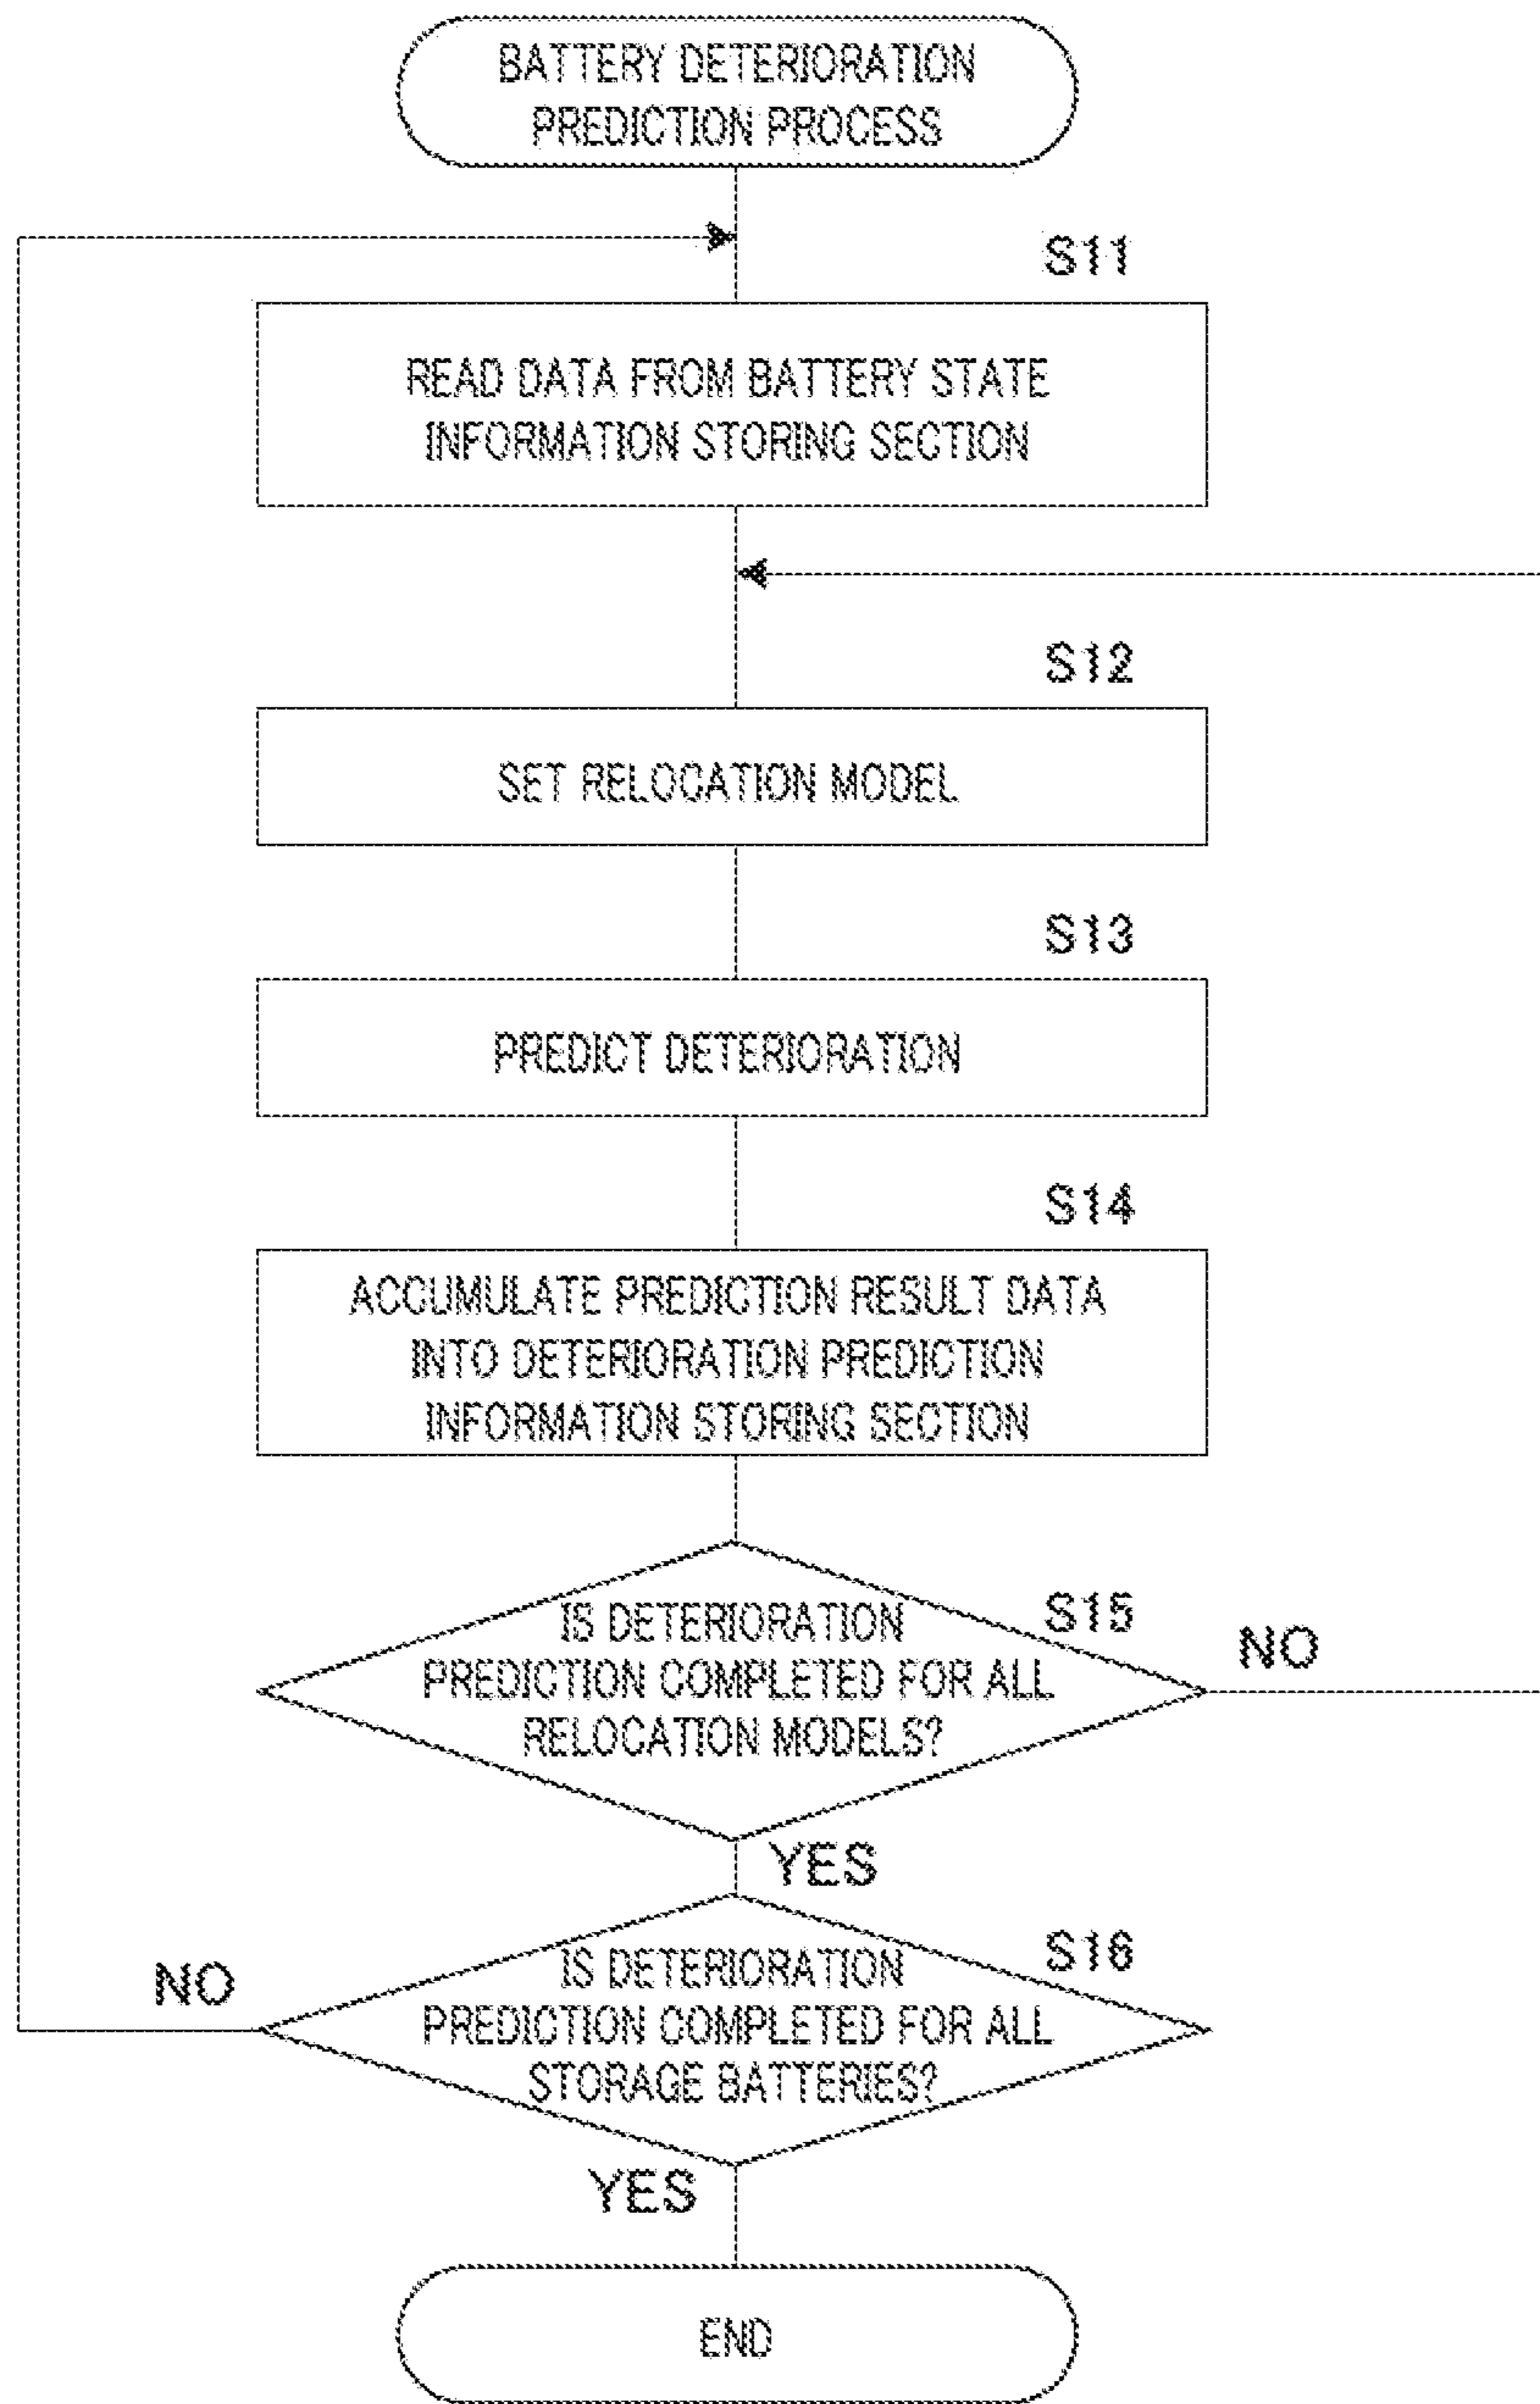 BATTERY DETERIORATION
PREDICTION PROCESS
S11
READ DATA FROM BATTERY STATE
INFORMATION STORING SECTION
S12
SET RELOCATION MODEL
S13
PREDICT DETERIORATION
S14
ACCUMULATE PREDICTION RESULT DATA
INTO DETERIORATION PREDICTION
INFORMATION STORING SECTION
S15
IS DETERIORATION
PREDICTION COMPLETED FOR ALL
RELOCATION MODELS?
NO
YES
S16
IS DETERIORATION
PREDICTION COMPLETED FOR ALL
STORAGE BATTERIES?
NO
YES
END